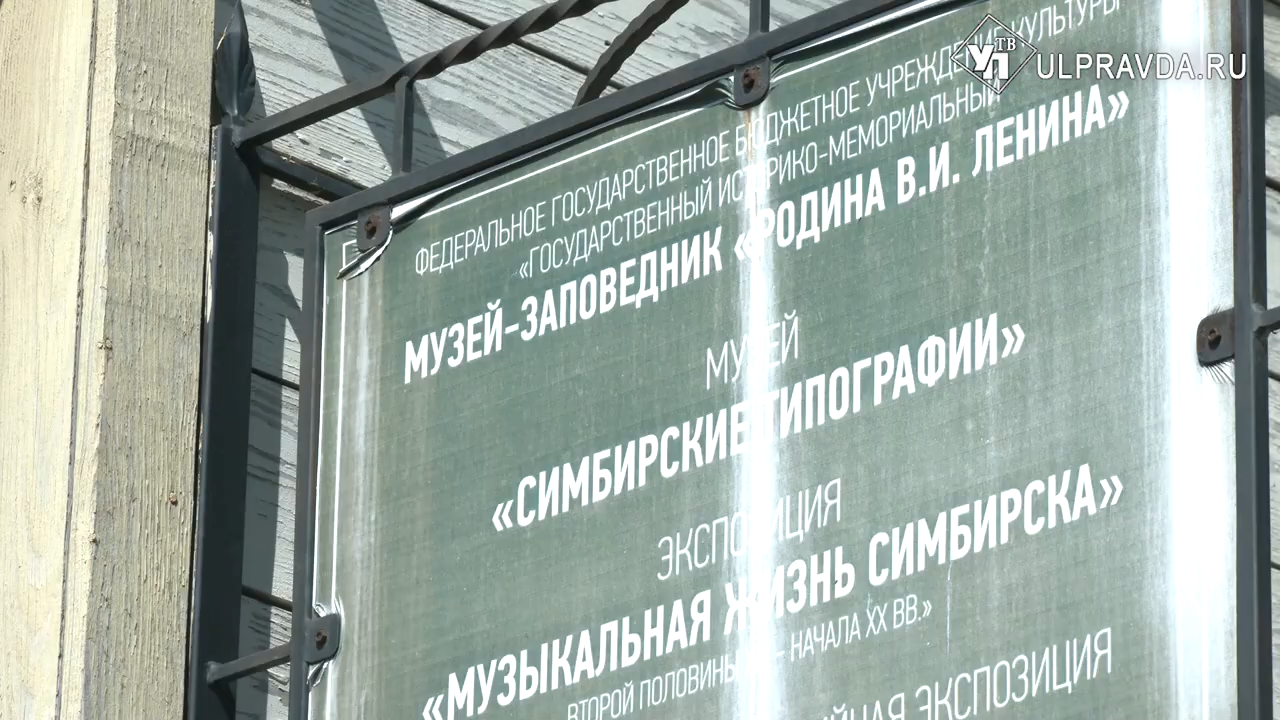 УП ТВ ULPRAVDA.RU
ФЕДЕРАЛЬНОЕ ГОСУДАРСТВЕННОЕ БЮДЖЕТНОЕ УЧРЕЖДЕНИЕ КУЛЬТУРЫ
«ГОСУДАРСТВЕННЫЙ ИСТОРИКО-МЕМОРИАЛЬНЫЙ
МУЗЕЙ-ЗАПОВЕДНИК «РОДИНА В.И. ЛЕНИНА»
МУЗЕЙ
«СИМБИРСКИЕ ТИПОГРАФИИ»
ЭКСПОЗИЦИЯ
«МУЗЫКАЛЬНАЯ ЖИЗНЬ СИМБИРСКА»
ВТОРОЙ ПОЛОВИНЫ – НАЧАЛА XX ВВ.»
ЭКСПОЗИЦИЯ